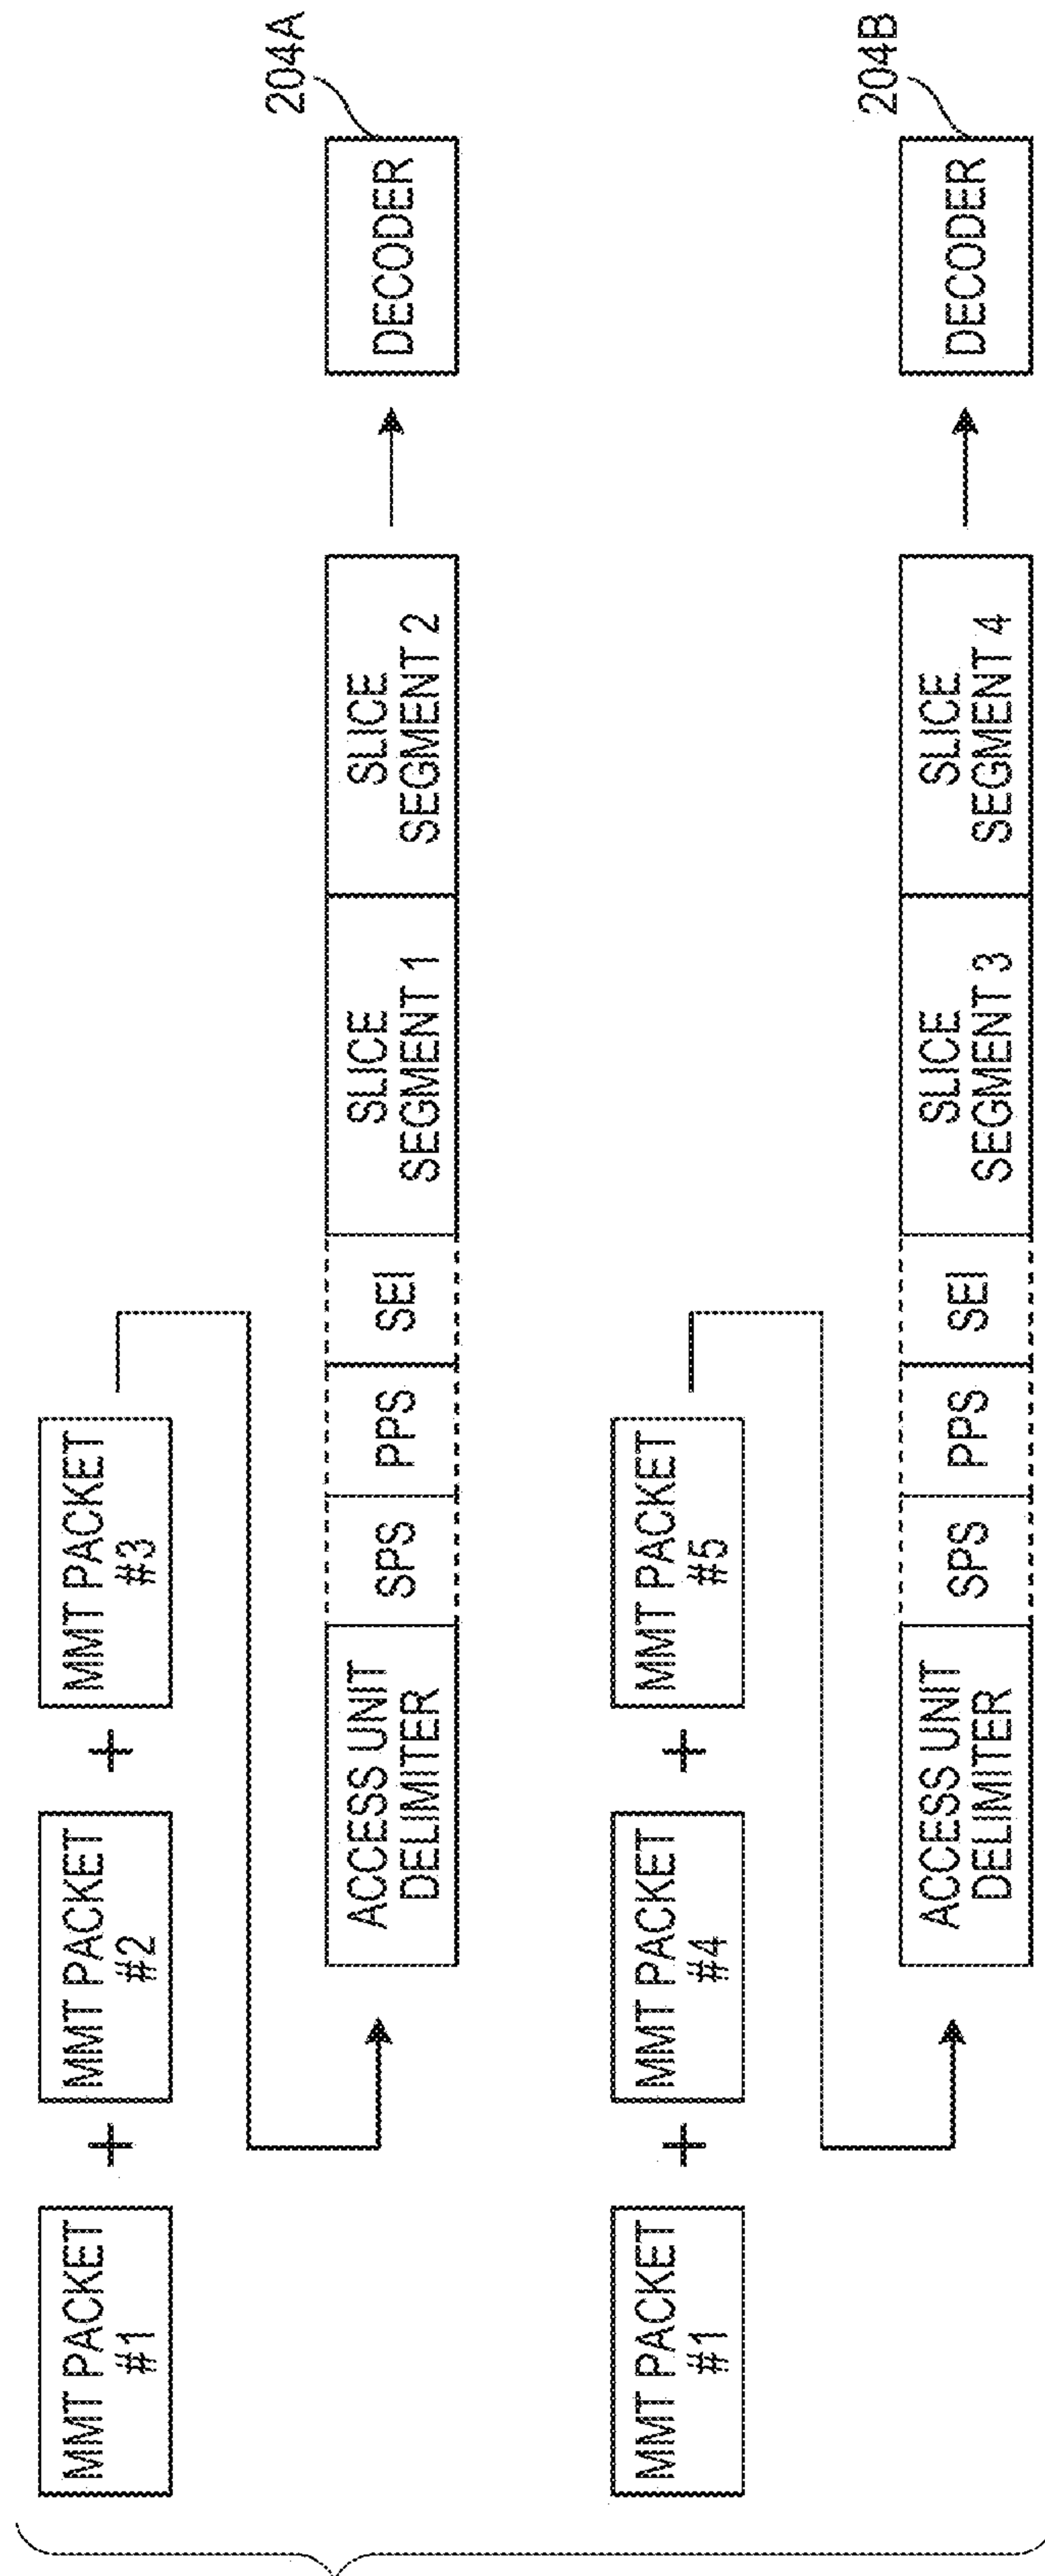 MMT PACKET
#1
+
MMT PACKET
#2
+
MMT PACKET
#3
204A
ACCESS UNIT
DELIMITER
SPS
PPS
SEI
SLICE
SEGMENT 1
SLICE
SEGMENT 2
DECODER
MMT PACKET
#1
+
MMT PACKET
#4
+
MMT PACKET
#5
204B
ACCESS UNIT
DELIMITER
SPS
PPS
SEI
SLICE
SEGMENT 3
SLICE
SEGMENT 4
DECODER